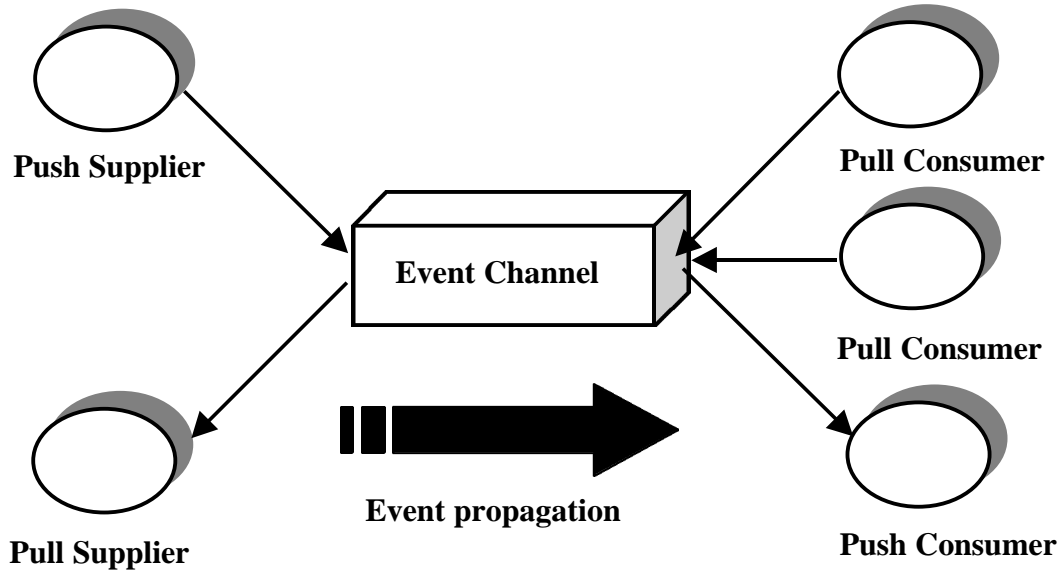 Push Supplier
Pull Consumer
Event Channel
Pull Consumer
Event propagation
Pull Supplier
Push Consumer